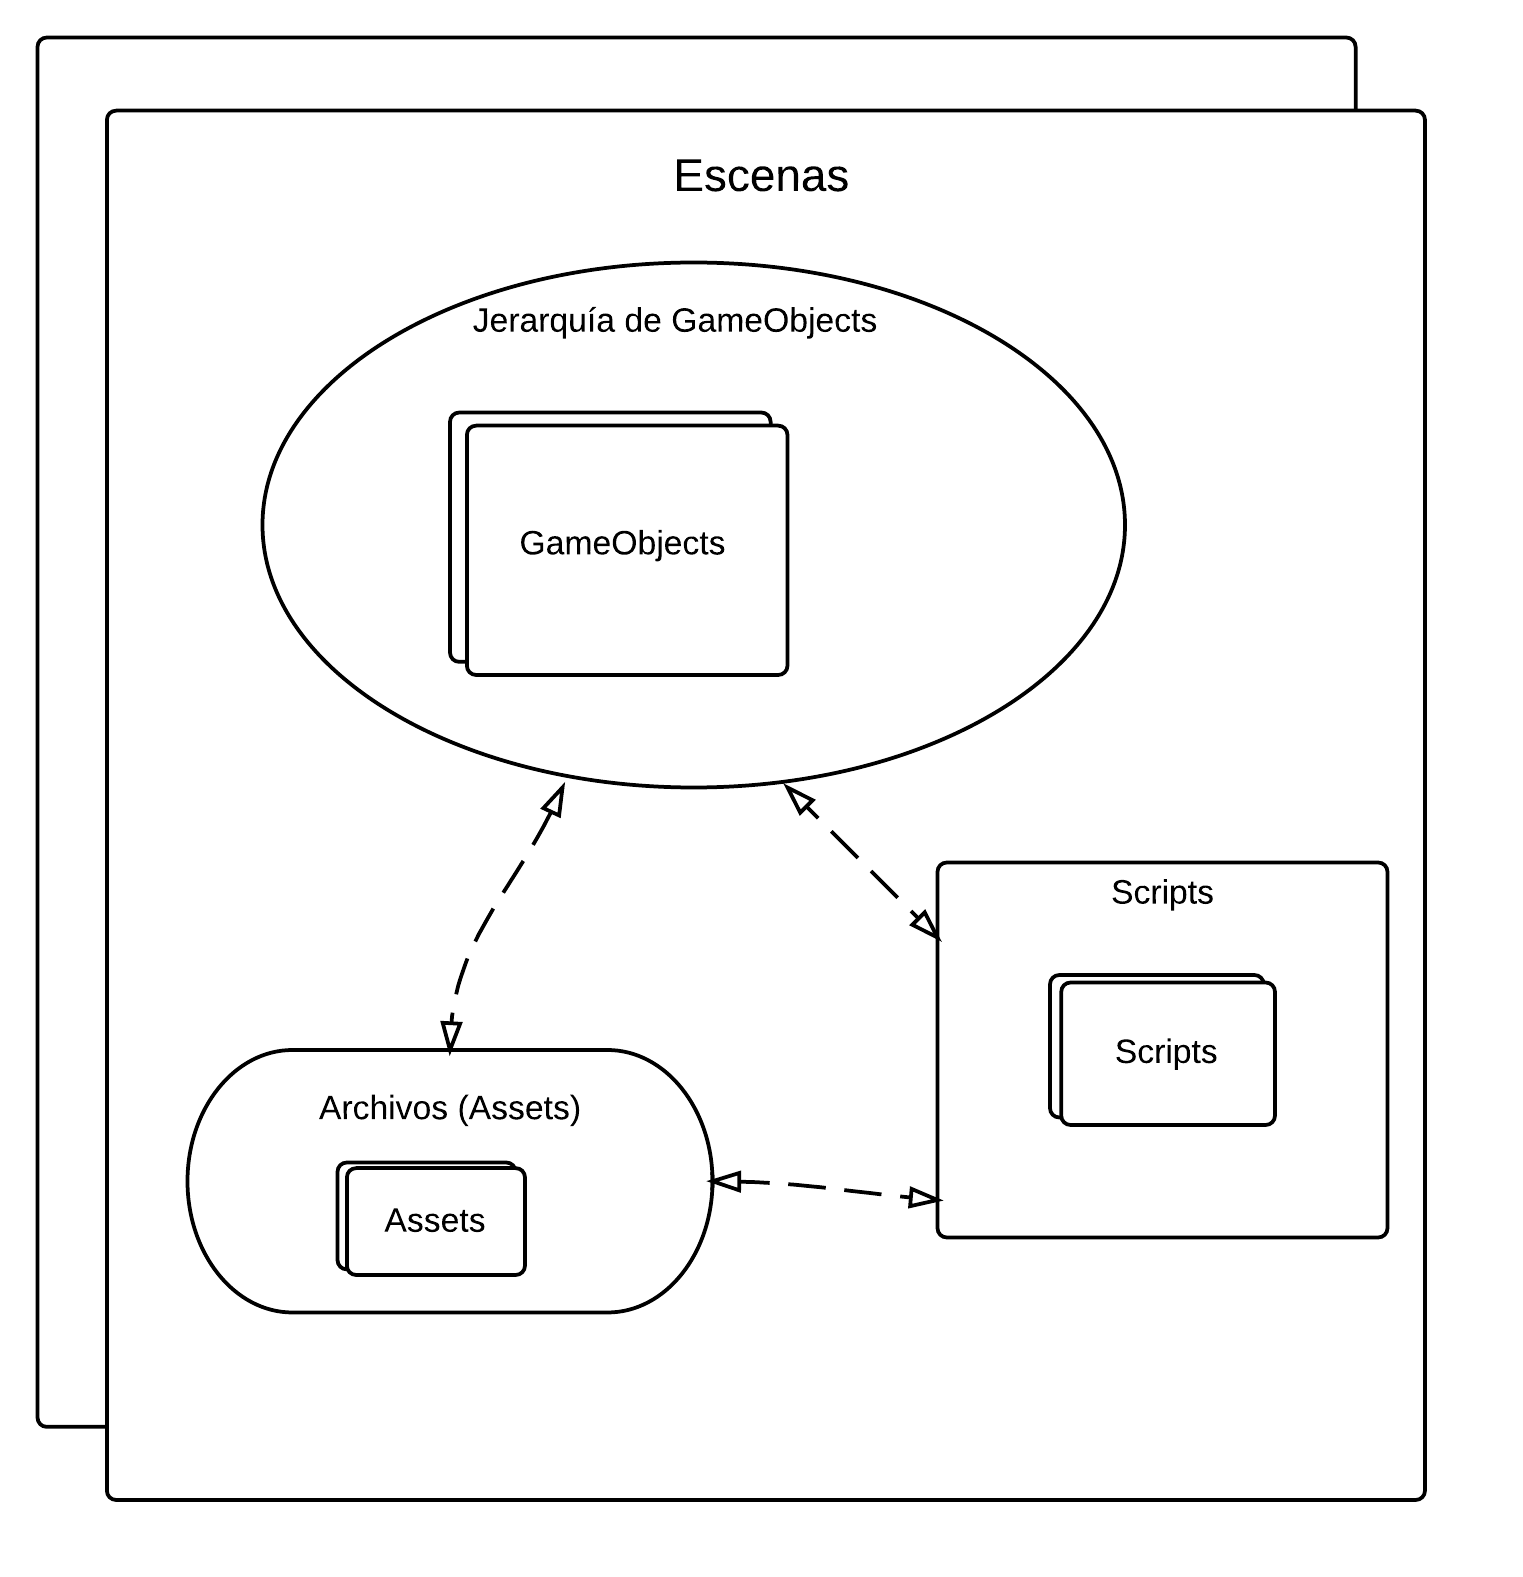 Escenas
Jerarquía de GameObjects
GameObjects
Scripts
Scripts
Archivos (Assets)
Assets